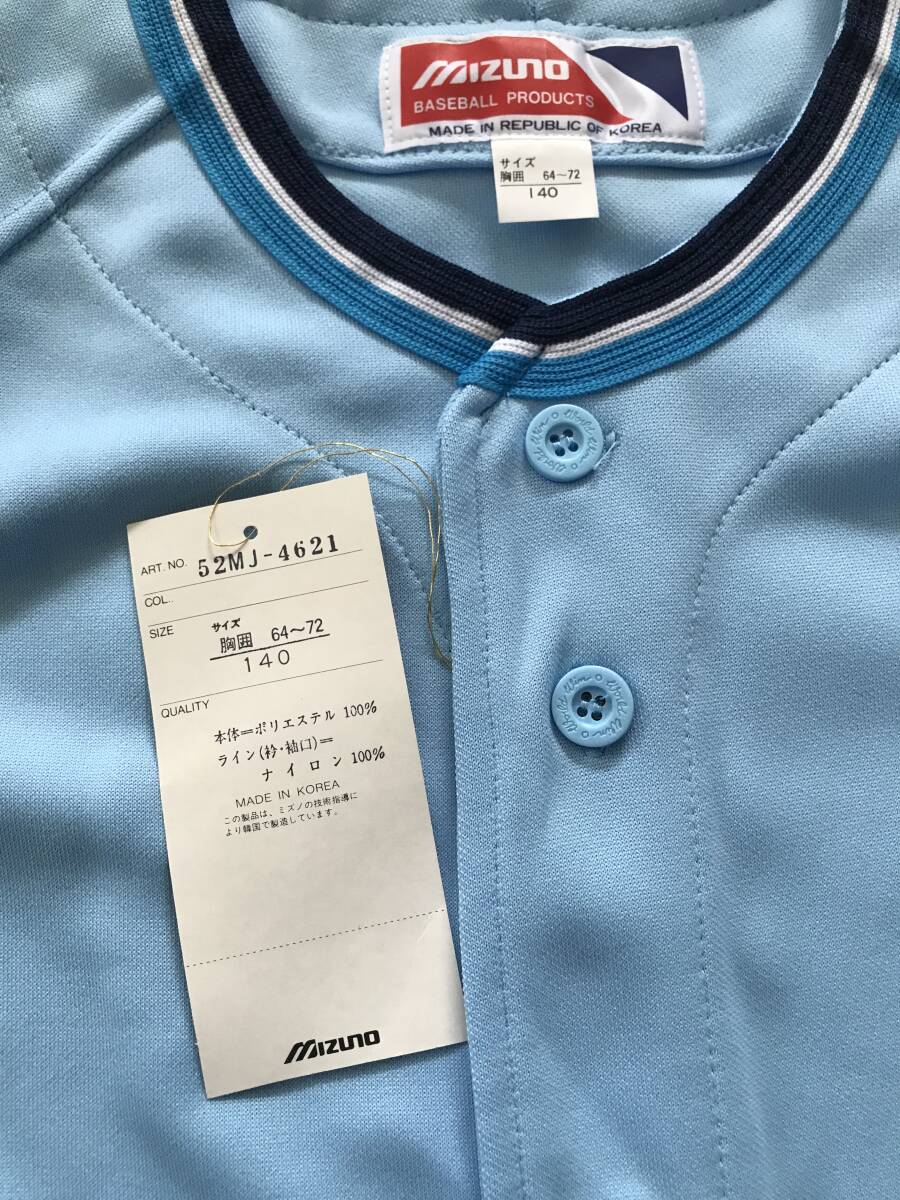 MIZUNO
BASEBALL PRODUCTS
MADE IN REPUBLIC OF KOREA
サイズ
胸囲 64〜72
140
ART. NO. 52MJ-4621
COL..
SIZE サイズ
胸囲 64〜72
140
QUALITY
本体=ポリエステル 100%
ライン(衿・袖口)=
ナイロン 100%
MADE IN KOREA
この製品は、ミズノの技術指導に
より韓国で製造しています。
MIZUNO